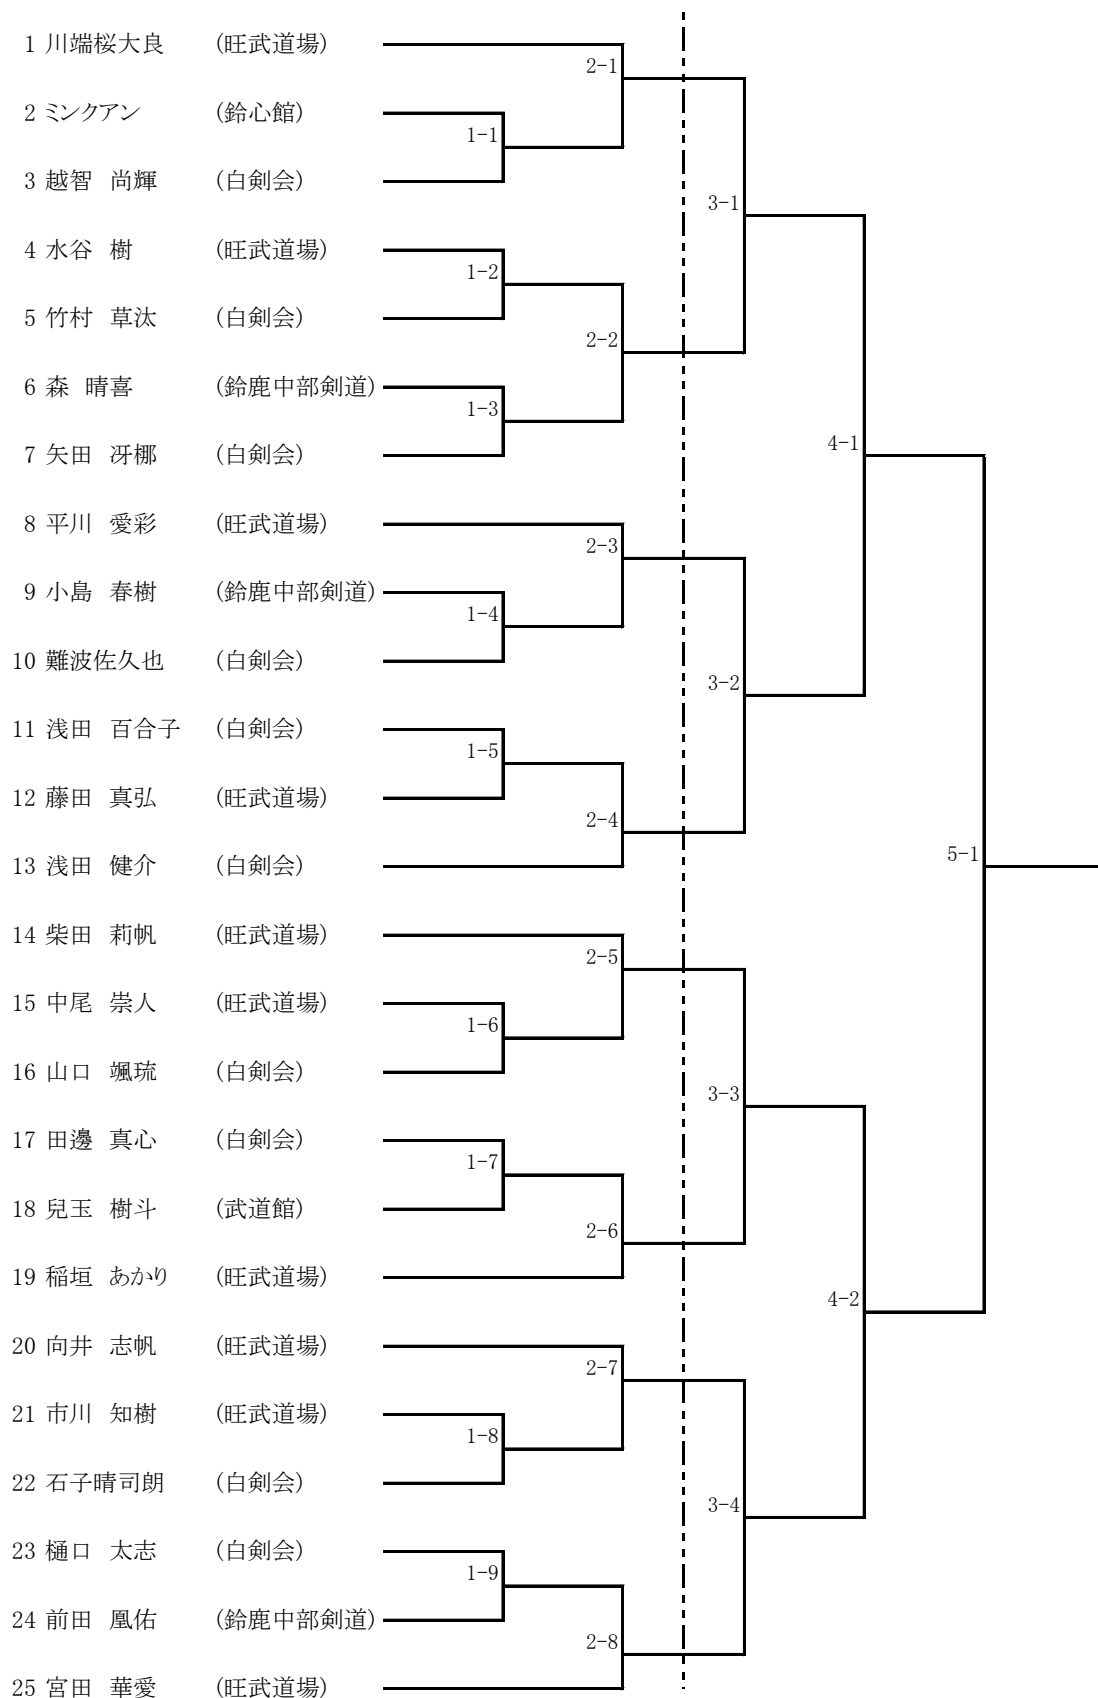 1 川端桜大良 (旺武道場)
2-1
2 ミンクアン (鈴心館)
1-1
3 越智 尚輝 (白剣会)
3-1
4 水谷 樹 (旺武道場)
1-2
5 竹村 草汰 (白剣会)
2-2
6 森 晴喜 (鈴鹿中部剣道)
1-3
4-1
7 矢田 冴梛 (白剣会)
8 平川 愛彩 (旺武道場)
2-3
9 小島 春樹 (鈴鹿中部剣道)
1-4
10 難波佐久也 (白剣会)
3-2
11 浅田 百合子 (白剣会)
1-5
12 藤田 真弘 (旺武道場)
2-4
5-1
13 浅田 健介 (白剣会)
14 柴田 莉帆 (旺武道場)
2-5
15 中尾 崇人 (旺武道場)
1-6
16 山口 颯琉 (白剣会)
3-3
17 田邊 真心 (白剣会)
1-7
18 兒玉 樹斗 (武道館)
2-6
19 稲垣 あかり (旺武道場)
4-2
20 向井 志帆 (旺武道場)
2-7
21 市川 知樹 (旺武道場)
1-8
22 石子晴司朗 (白剣会)
3-4
23 樋口 太志 (白剣会)
1-9
24 前田 凰佑 (鈴鹿中部剣道)
2-8
25 宮田 華愛 (旺武道場)